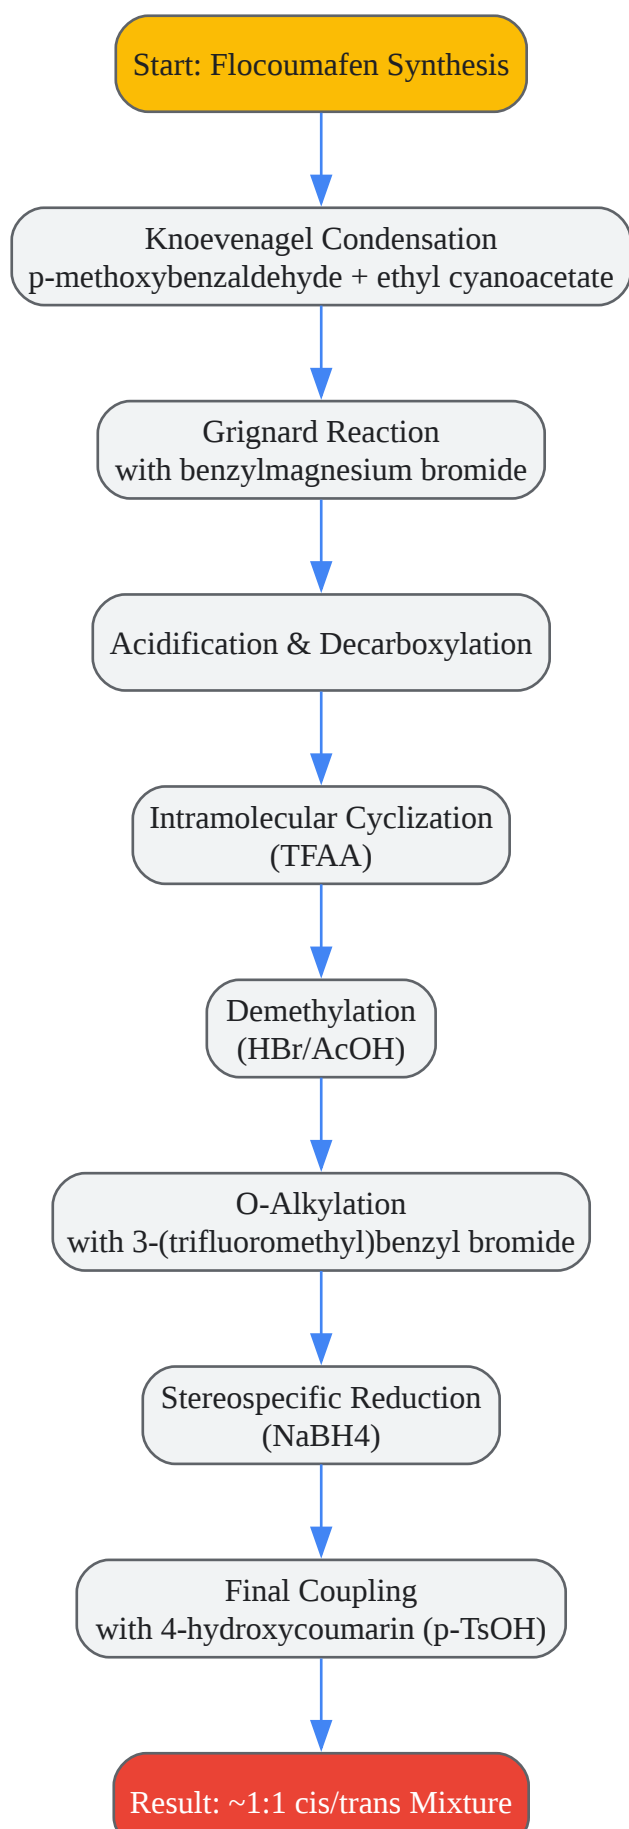 Start: Flocoumafen Synthesis
Knoevenagel Condensation
p-methoxybenzaldehyde + ethyl cyanoacetate
Grignard Reaction
with benzylmagnesium bromide
Acidification & Decarboxylation
Intramolecular Cyclization
(TFAA)
Demethylation
(HBr/AcOH)
O-Alkylation
with 3-(trifluoromethyl)benzyl bromide
Stereospecific Reduction
(NaBH4)
Final Coupling
with 4-hydroxycoumarin (p-TsOH)
Result: ~1:1 cis/trans Mixture